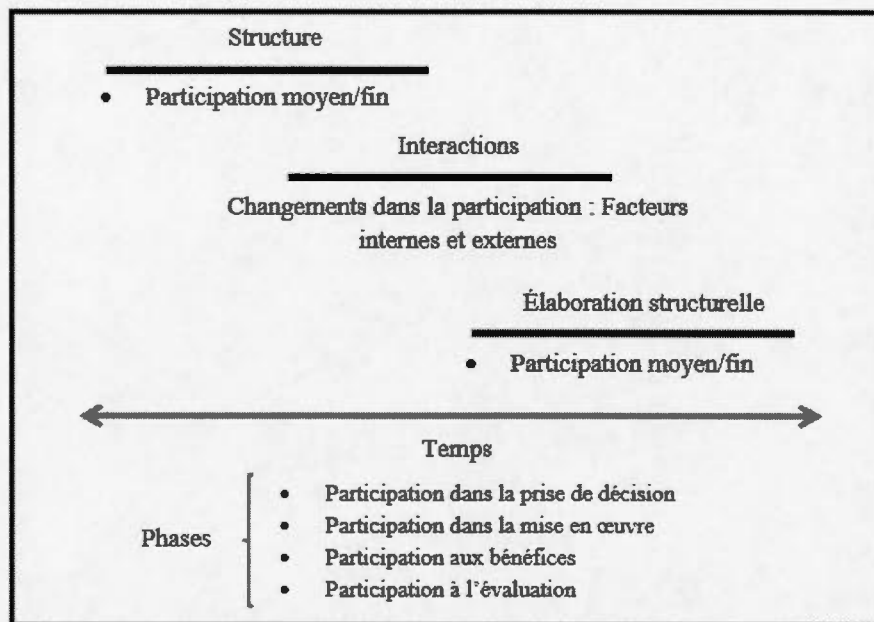 Structure
• Participation moyen/fin
Interactions
Changements dans la participation : Facteurs
internes et externes
Élaboration structurelle
• Participation moyen/fin
Temps
Phases
• Participation dans la prise de décision
• Participation dans la mise en œuvre
• Participation aux bénéfices
• Participation à l'évaluation